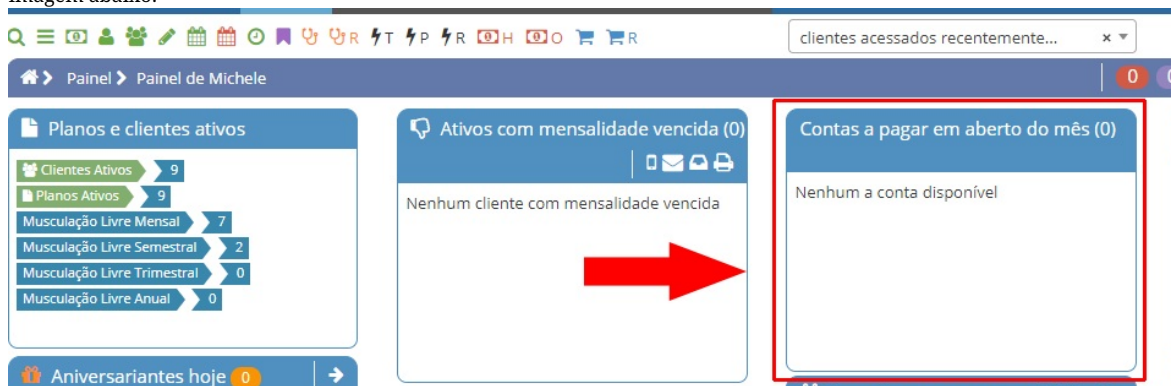 imagem abaixo.
R T P R H O R
clientes acessados recentemente... × ▾
Painel Painel de Michele
0
Planos e clientes ativos
Clientes Ativos 9
Planos Ativos 9
Musculação Livre Mensal 7
Musculação Livre Semestral 2
Musculação Livre Trimestral 0
Musculação Livre Anual 0
Aniversariantes hoje 0
Ativos com mensalidade vencida (0)
Nenhum cliente com mensalidade vencida
Contas a pagar em aberto do mês (0)
Nenhum a conta disponível